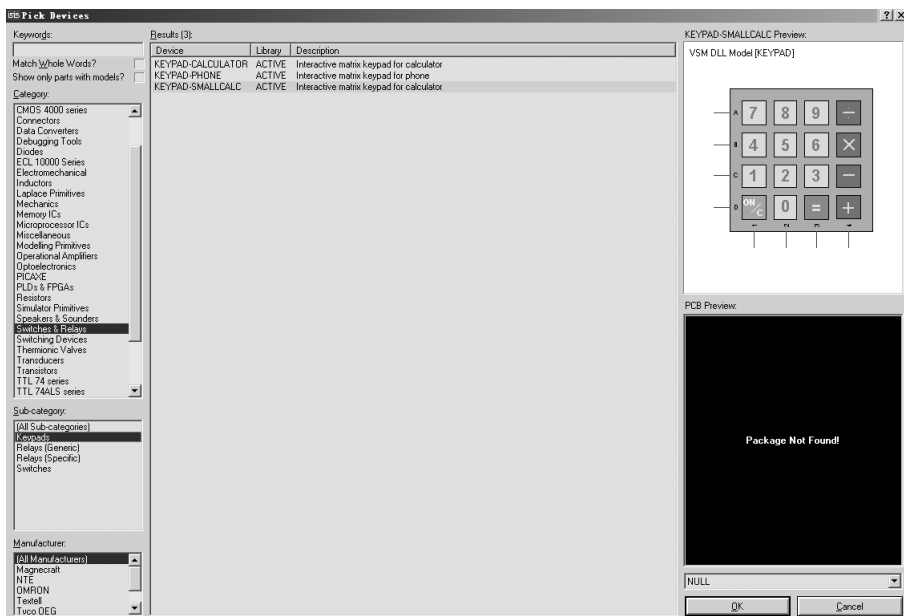 ISIS Pick Devices
Keywords:
Match Whole Words?
Show only parts with models?
Category:
CMOS 4000 series
Connectors
Data Converters
Debugging Tools
Diodes
ECL 10000 Series
Electromechanical
Inductors
Laplace Primitives
Mechanics
Memory ICs
Microprocessor ICs
Miscellaneous
Modelling Primitives
Operational Amplifiers
Optoelectronics
PICAXE
PLDs & FPGAs
Resistors
Simulator Primitives
Speakers & Sounders
Switches & Relays
Switching Devices
Thermionic Valves
Transducers
Transistors
TTL 74 series
TTL 74ALS series
Sub-category:
(All Sub-categories)
Keypads
Relays (Generic)
Relays (Specific)
Switches
Manufacturer:
(All Manufacturers)
Magnecraft
NTE
OMRON
Textell
Tyco OEG
Results (3):
Device Library Description
KEYPAD-CALCULATOR ACTIVE Interactive matrix keypad for calculator
KEYPAD-PHONE ACTIVE Interactive matrix keypad for phone
KEYPAD-SMALLCALC ACTIVE Interactive matrix keypad for calculator
KEYPAD-SMALLCALC Preview:
VSM DLL Model [KEYPAD]
A 7 8 9 ÷
B 4 5 6 ×
C 1 2 3 −
D ON/C 0 = +
1 2 3 4
PCB Preview:
Package Not Found!
NULL
OK Cancel